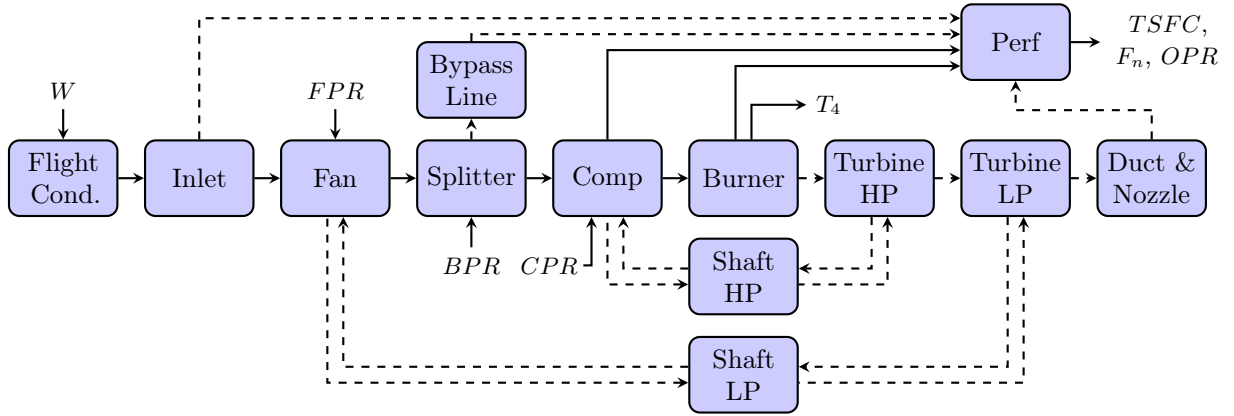 TSFC,
Perf
F_n, OPR
Bypass
Line
W
FPR
T_4
Flight
Cond.
Inlet
Fan
Splitter
Comp
Burner
Turbine
HP
Turbine
LP
Duct &
Nozzle
BPR
CPR
Shaft
HP
Shaft
LP